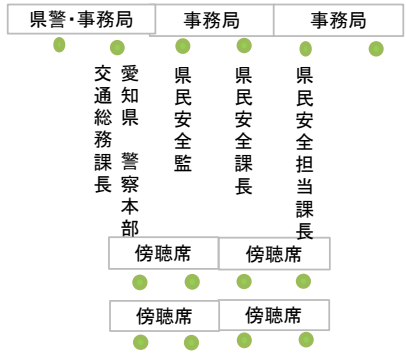 県警・事務局
事務局
事務局
愛知県 警察本部
交通総務課長
県民安全監
県民安全課長
県民安全担当課長
傍聴席
傍聴席
傍聴席
傍聴席